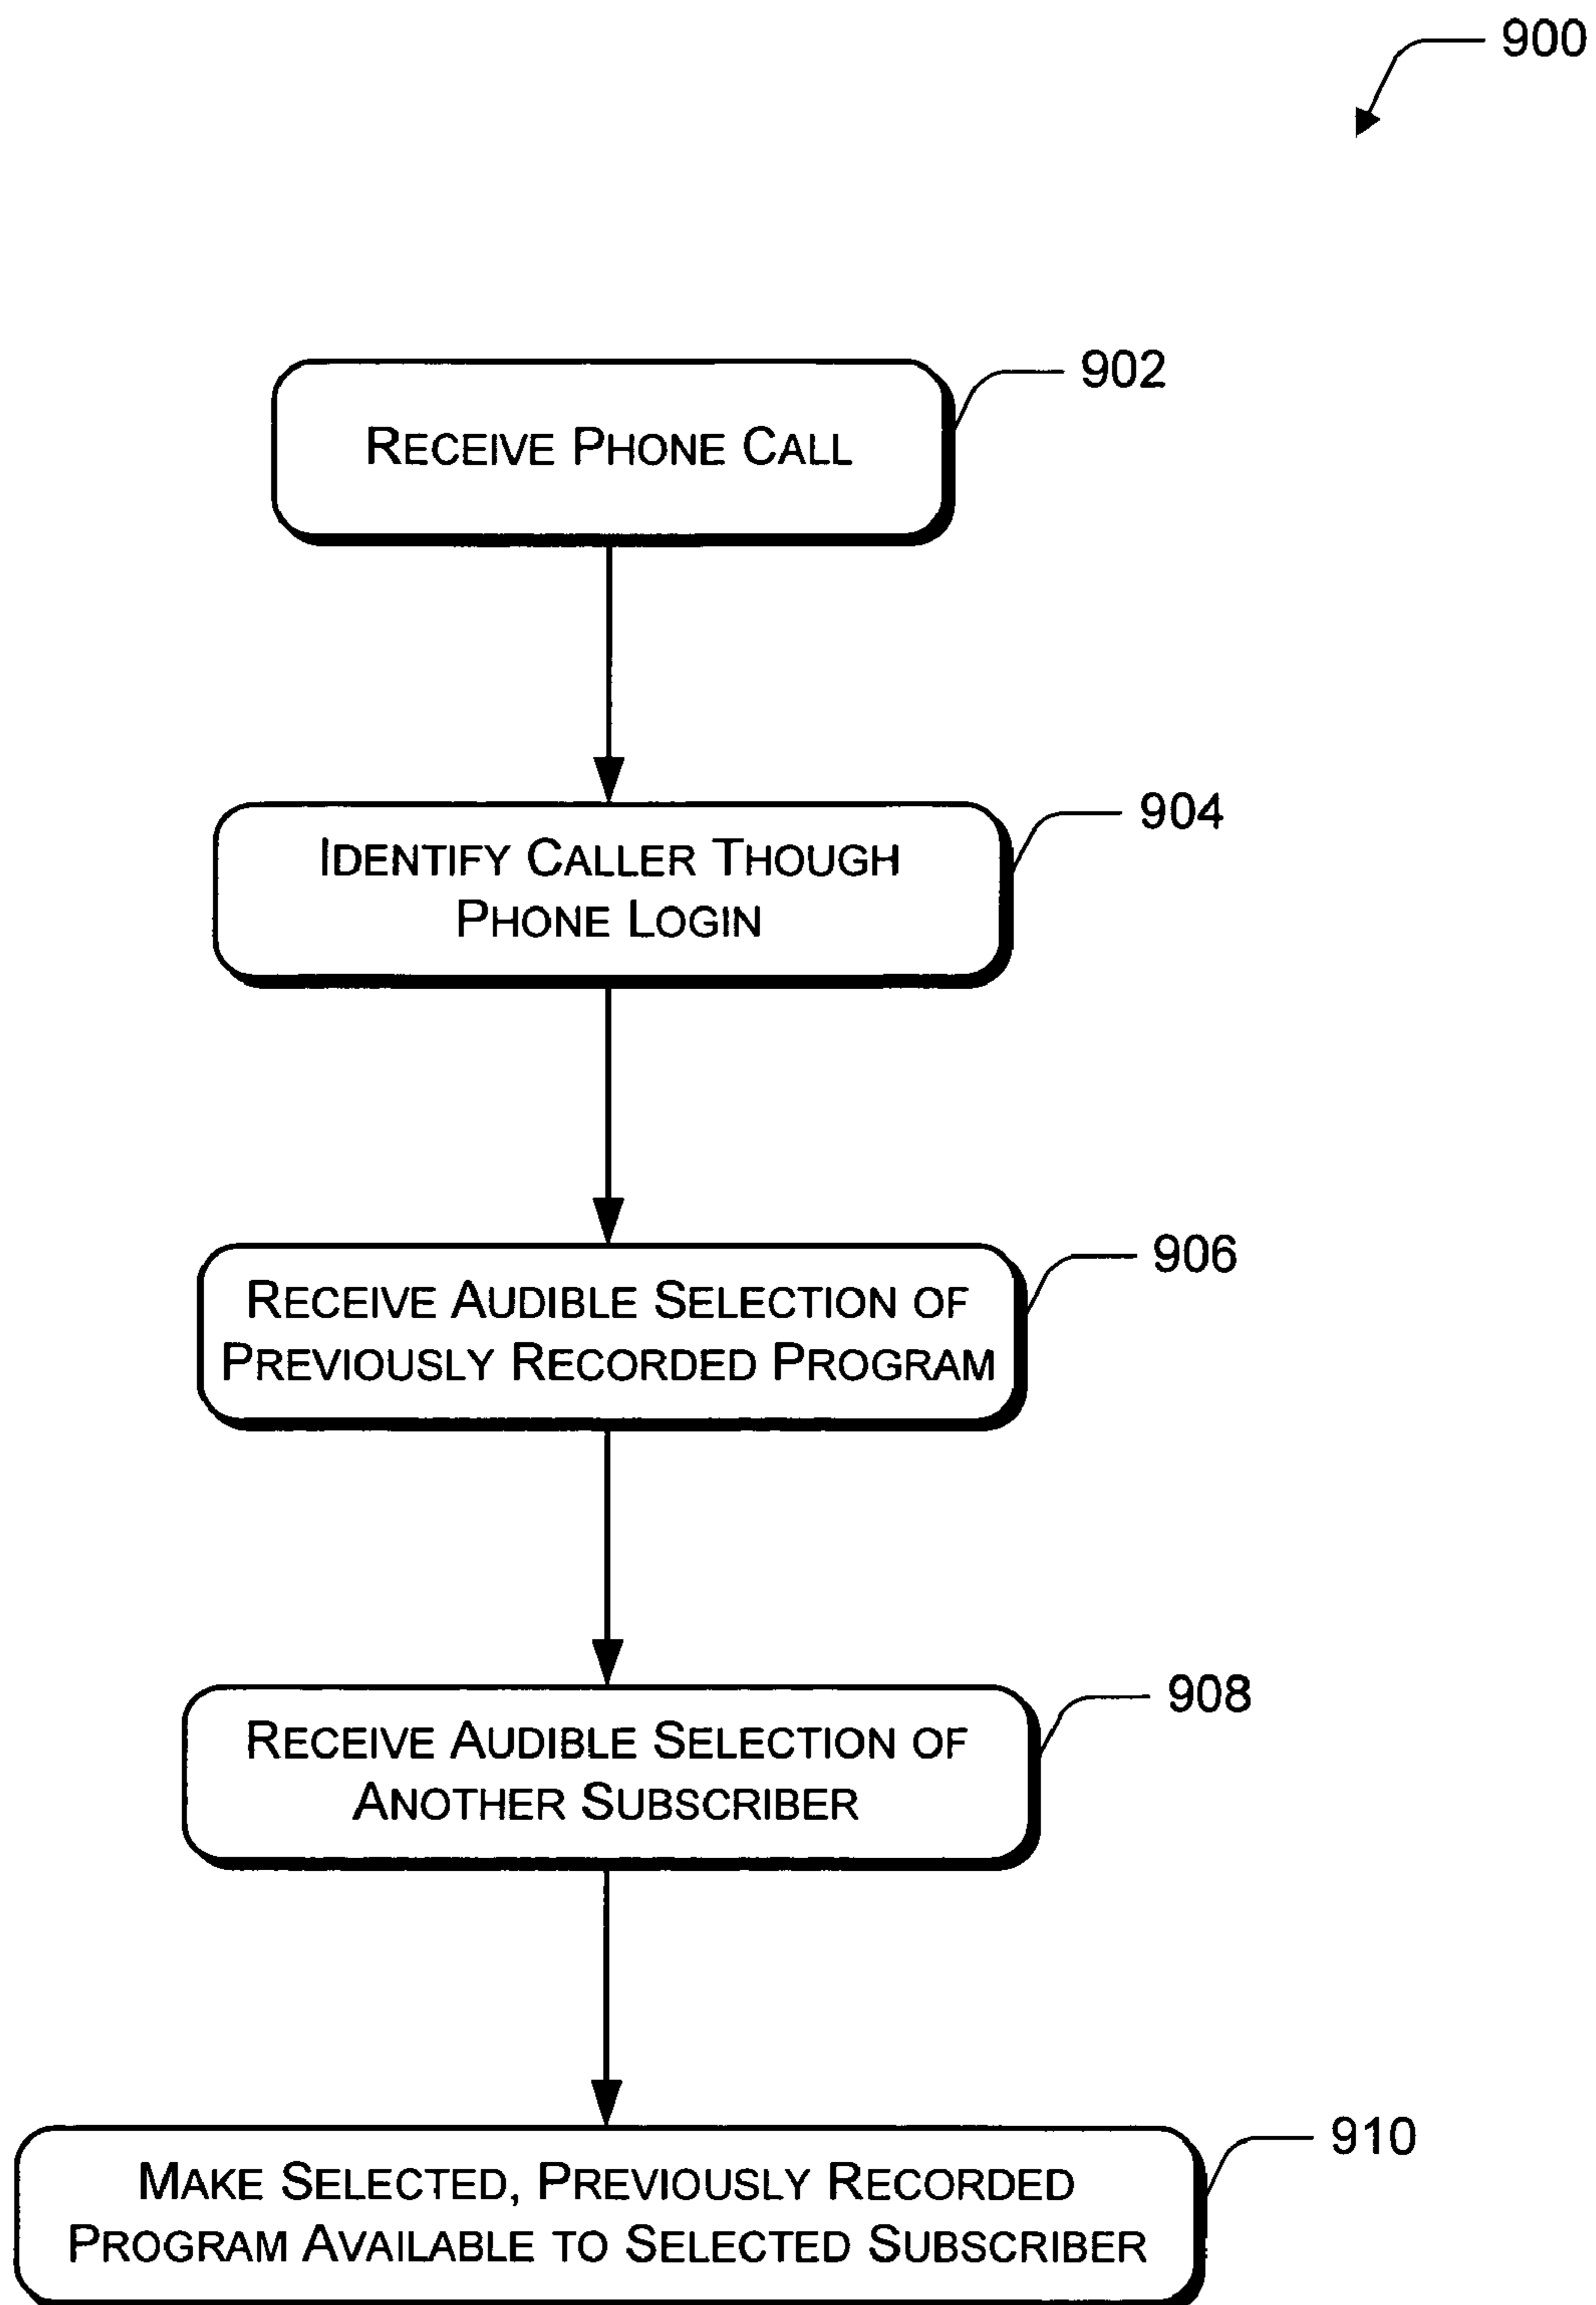 900
902
RECEIVE PHONE CALL
904
IDENTIFY CALLER THOUGH
PHONE LOGIN
906
RECEIVE AUDIBLE SELECTION OF
PREVIOUSLY RECORDED PROGRAM
908
RECEIVE AUDIBLE SELECTION OF
ANOTHER SUBSCRIBER
910
MAKE SELECTED, PREVIOUSLY RECORDED
PROGRAM AVAILABLE TO SELECTED SUBSCRIBER